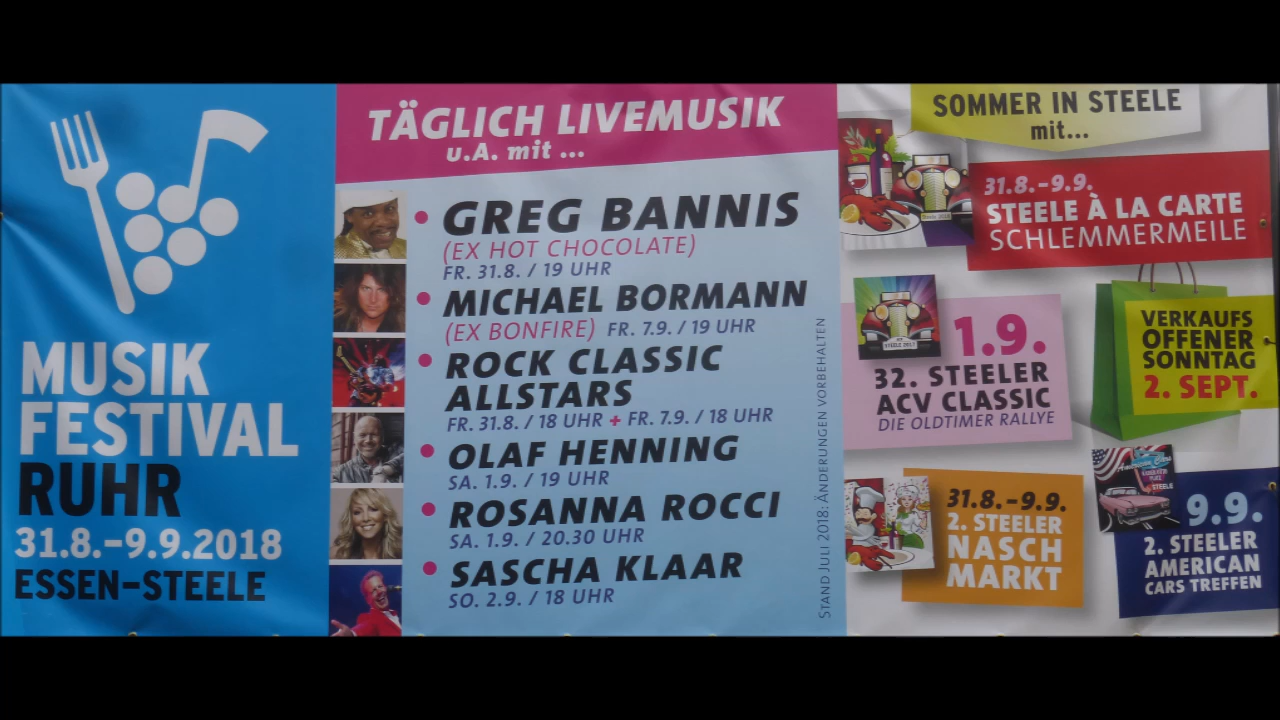 MUSIK
FESTIVAL
RUHR
31.8.-9.9.2018
ESSEN-STEELE
TÄGLICH LIVEMUSIK
u.A. mit ...
GREG BANNIS
(EX HOT CHOCOLATE)
FR. 31.8. / 19 UHR
MICHAEL BORMANN
(EX BONFIRE) FR. 7.9. / 19 UHR
ROCK CLASSIC
ALLSTARS
FR. 31.8. / 18 UHR + FR. 7.9. / 18 UHR
OLAF HENNING
SA. 1.9. / 19 UHR
ROSANNA ROCCI
SA. 1.9. / 20.30 UHR
SASCHA KLAAR
SO. 2.9. / 18 UHR
STAND JULI 2018: ÄNDERUNGEN VORBEHALTEN
SOMMER IN STEELE
mit...
31.8.-9.9.
STEELE À LA CARTE
SCHLEMMERMEILE
1.9.
32. STEELER
ACV CLASSIC
DIE OLDTIMER RALLYE
VERKAUFS
OFFENER
SONNTAG
2. SEPT.
31.8.-9.9.
2. STEELER
NASCH
MARKT
9.9.
2. STEELER
AMERICAN
CARS TREFFEN